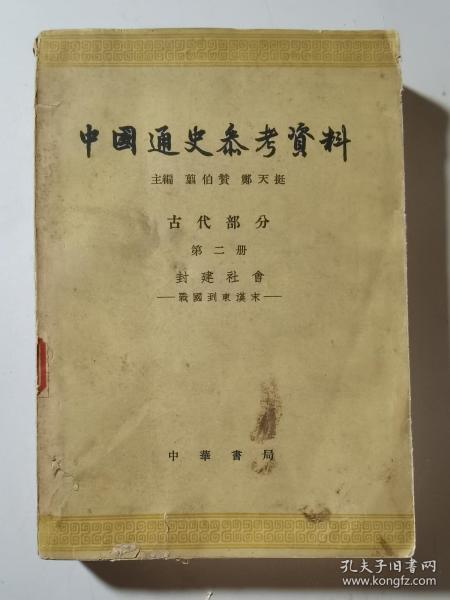 中國通史參考資料
主編 翦伯贊 鄭天挺
古代部分
第二册
封建社會
——戰國到東漢末——
中華書局
孔夫子旧书网
www.kongfz.com